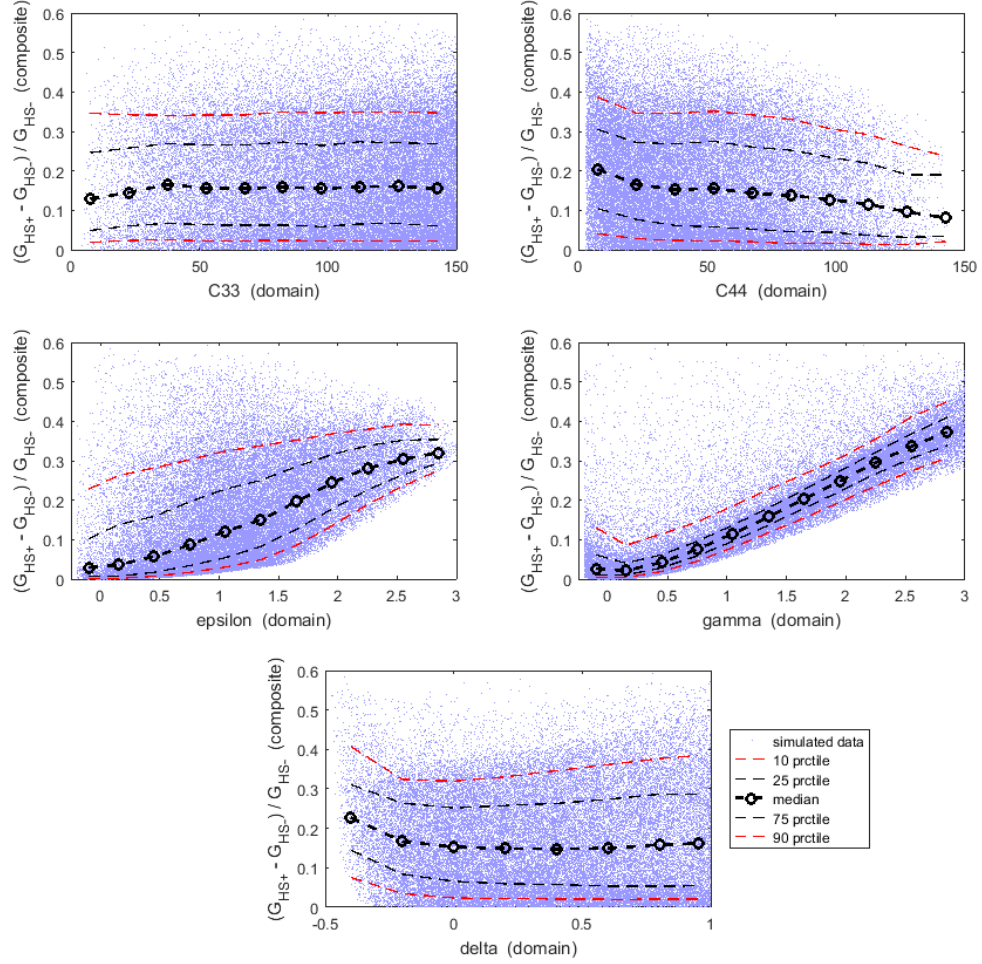 (G_HS+ - G_HS-) / G_HS- (composite)
0.6
0.5
0.4
0.3
0.2
0.1
0
0 50 100 150
C33 (domain)
(G_HS+ - G_HS-) / G_HS- (composite)
0.6
0.5
0.4
0.3
0.2
0.1
0
0 50 100 150
C44 (domain)
(G_HS+ - G_HS-) / G_HS- (composite)
0.6
0.5
0.4
0.3
0.2
0.1
0
0 0.5 1 1.5 2 2.5 3
epsilon (domain)
(G_HS+ - G_HS-) / G_HS- (composite)
0.6
0.5
0.4
0.3
0.2
0.1
0
0 0.5 1 1.5 2 2.5 3
gamma (domain)
(G_HS+ - G_HS-) / G_HS- (composite)
0.6
0.5
0.4
0.3
0.2
0.1
0
-0.5 0 0.5 1
delta (domain)
simulated data
10 prctile
25 prctile
median
75 prctile
90 prctile